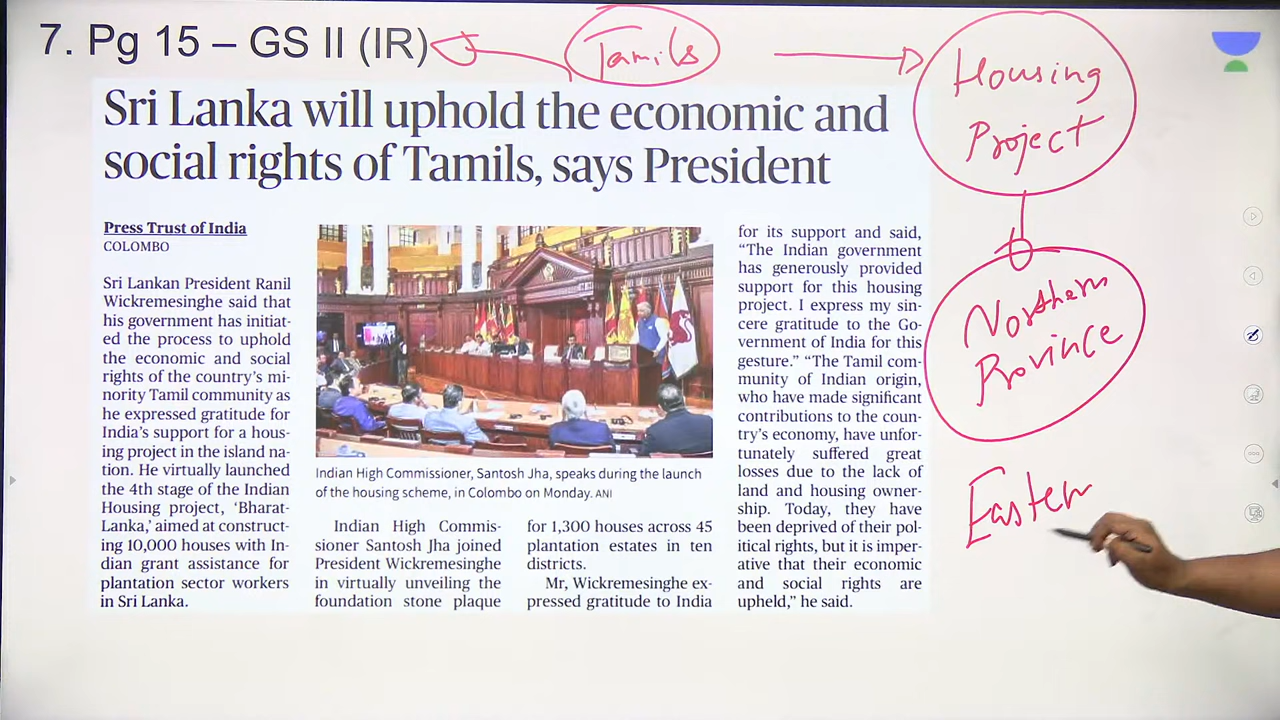 7. Pg 15 – GS II (IR)
Tamils
Housing
Project
Northern
Province
Eastern
Sri Lanka will uphold the economic and
social rights of Tamils, says President
Press Trust of India
COLOMBO
Sri Lankan President Ranil
Wickremesinghe said that
his government has initiat-
ed the process to uphold
the economic and social
rights of the country’s mi-
nority Tamil community as
he expressed gratitude for
India’s support for a hous-
ing project in the island na-
tion. He virtually launched
the 4th stage of the Indian
Housing project, ‘Bharat-
Lanka,’ aimed at construct-
ing 10,000 houses with In-
dian grant assistance for
plantation sector workers
in Sri Lanka.
Indian High Commissioner, Santosh Jha, speaks during the launch
of the housing scheme, in Colombo on Monday. ANI
Indian High Commis-
sioner Santosh Jha joined
President Wickremesinghe
in virtually unveiling the
foundation stone plaque
for 1,300 houses across 45
plantation estates in ten
districts.
Mr, Wickremesinghe ex-
pressed gratitude to India
for its support and said,
“The Indian government
has generously provided
support for this housing
project. I express my sin-
cere gratitude to the Go-
vernment of India for this
gesture.” “The Tamil com-
munity of Indian origin,
who have made significant
contributions to the coun-
try’s economy, have unfor-
tunately suffered great
losses due to the lack of
land and housing owner-
ship. Today, they have
been deprived of their pol-
itical rights, but it is imper-
ative that their economic
and social rights are
upheld,” he said.